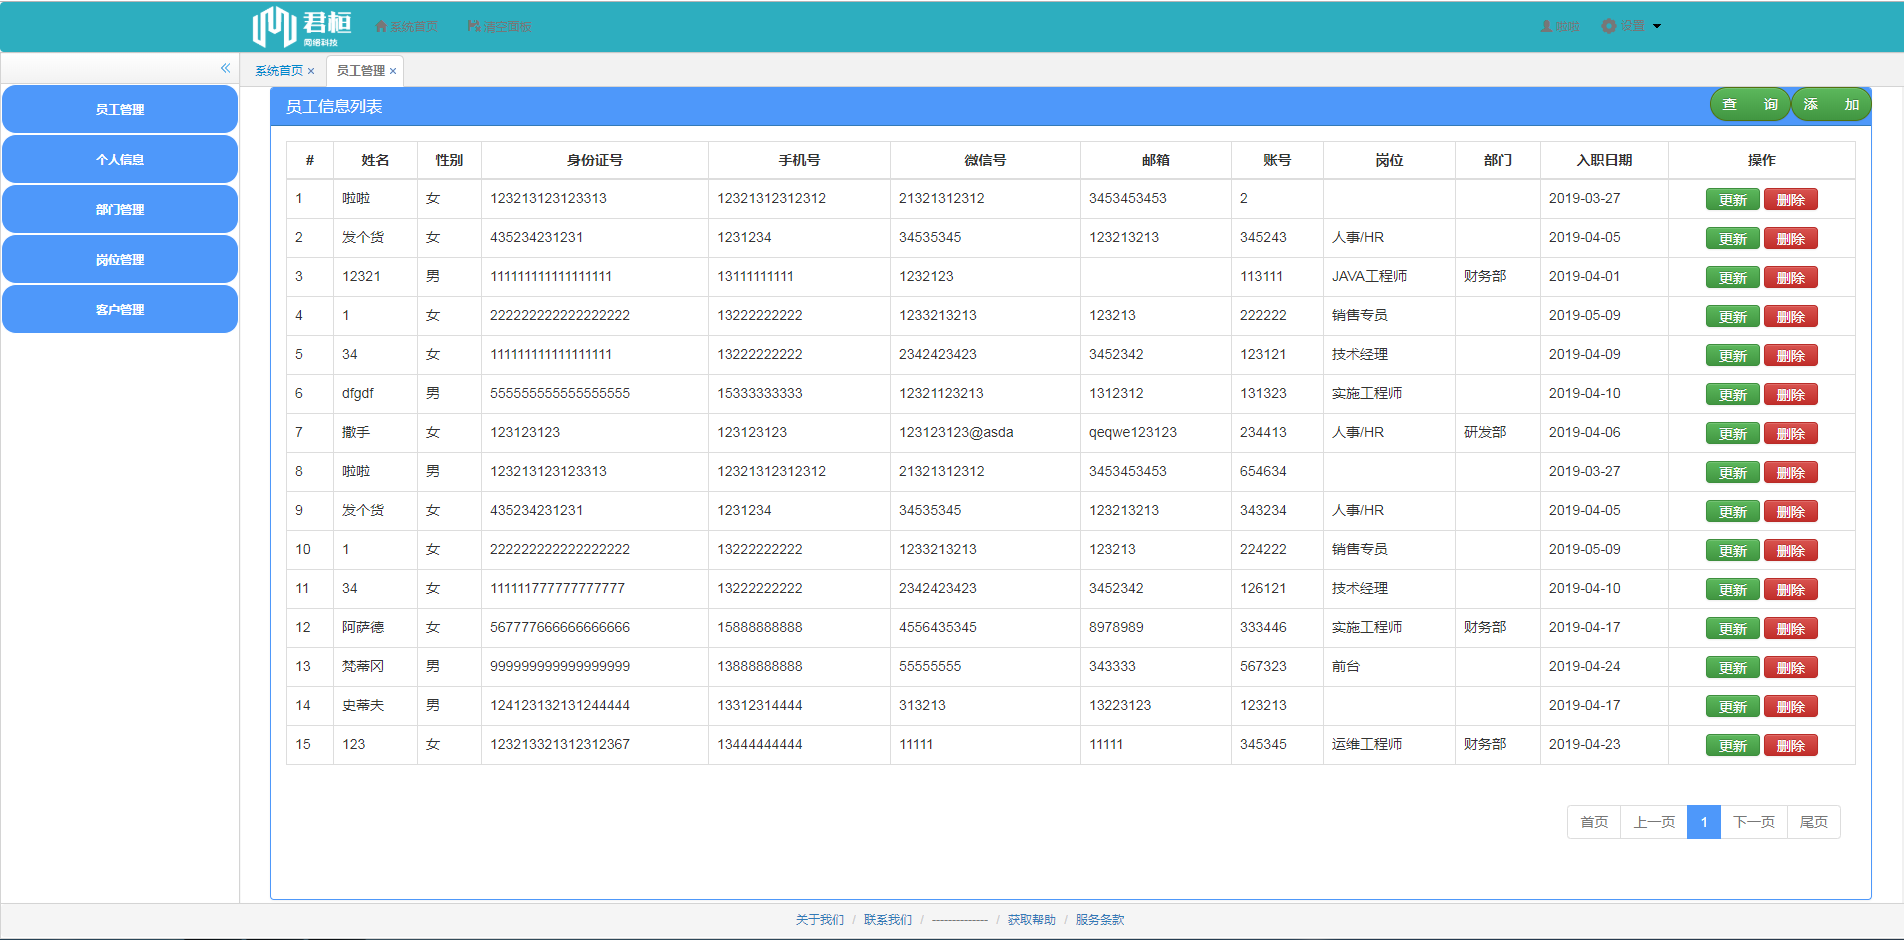 君桓
网络科技
系统首页 清空面板 啦啦 设置
« 系统首页 × 员工管理 ×
员工管理
个人信息
部门管理
岗位管理
客户管理
员工信息列表 查 询 添 加
# 姓名 性别 身份证号 手机号 微信号 邮箱 账号 岗位 部门 入职日期 操作
1 啦啦 女 123213123123313 12321312312312 21321312312 3453453453 2 2019-03-27 更新 删除
2 发个货 女 435234231231 1231234 34535345 123213213 345243 人事/HR 2019-04-05 更新 删除
3 12321 男 111111111111111111 13111111111 1232123 113111 JAVA工程师 财务部 2019-04-01 更新 删除
4 1 女 222222222222222222 13222222222 1233213213 123213 222222 销售专员 2019-05-09 更新 删除
5 34 女 111111111111111111 13222222222 2342423423 3452342 123121 技术经理 2019-04-09 更新 删除
6 dfgdf 男 555555555555555555 15333333333 12321123213 1312312 131323 实施工程师 2019-04-10 更新 删除
7 撒手 女 123123123 123123123 123123123@asda qeqwe123123 234413 人事/HR 研发部 2019-04-06 更新 删除
8 啦啦 男 123213123123313 12321312312312 21321312312 3453453453 654634 2019-03-27 更新 删除
9 发个货 女 435234231231 1231234 34535345 123213213 343234 人事/HR 2019-04-05 更新 删除
10 1 女 222222222222222222 13222222222 1233213213 123213 224222 销售专员 2019-05-09 更新 删除
11 34 女 111111777777777777 13222222222 2342423423 3452342 126121 技术经理 2019-04-10 更新 删除
12 阿萨德 女 567777666666666666 15888888888 4556435345 8978989 333446 实施工程师 财务部 2019-04-17 更新 删除
13 梵蒂冈 男 999999999999999999 13888888888 55555555 343333 567323 前台 2019-04-24 更新 删除
14 史蒂夫 男 124123132131244444 13312314444 313213 13223123 123213 2019-04-17 更新 删除
15 123 女 123213321312312367 13444444444 11111 11111 345345 运维工程师 财务部 2019-04-23 更新 删除
首页 上一页 1 下一页 尾页
关于我们 / 联系我们 / -------------- / 获取帮助 / 服务条款